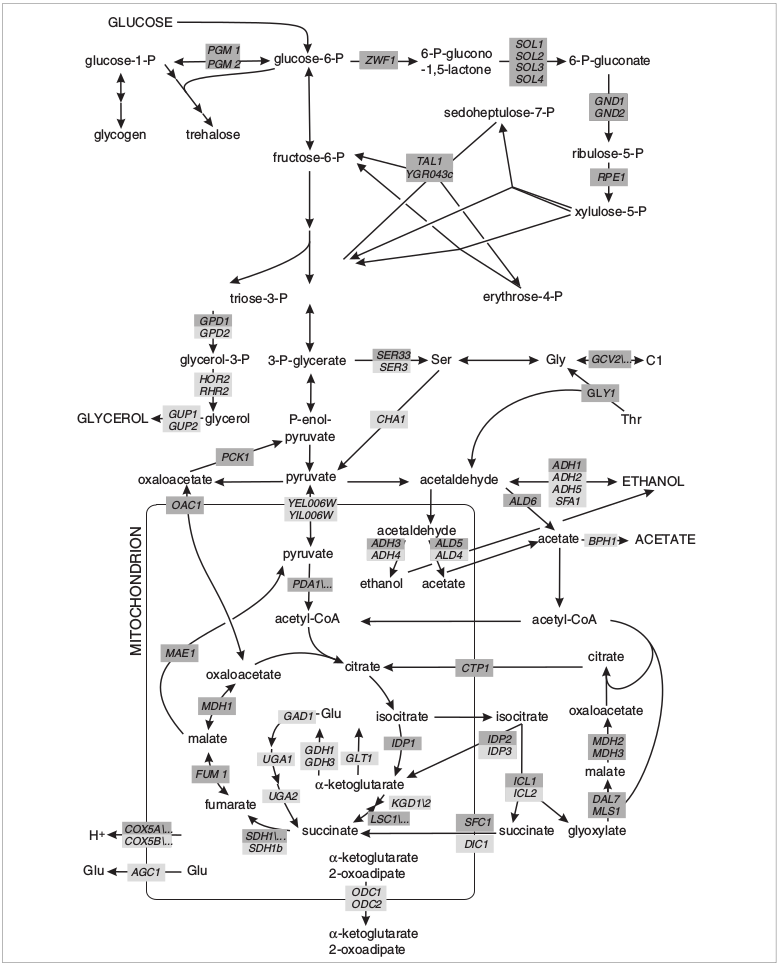 GLUCOSE
glucose-1-P
PGM 1
PGM 2
glucose-6-P
ZWF1
6-P-glucono
-1,5-lactone
SOL1
SOL2
SOL3
SOL4
6-P-gluconate
glycogen
trehalose
GND1
GND2
sedoheptulose-7-P
fructose-6-P
TAL1
YGR043c
ribulose-5-P
RPE1
xylulose-5-P
triose-3-P
erythrose-4-P
GPD1
GPD2
glycerol-3-P
3-P-glycerate
SER33
SER3
Ser
Gly
GCV2\...
C1
HOR2
RHR2
GLY1
GLYCEROL
GUP1
GUP2
glycerol
P-enol-
pyruvate
CHA1
Thr
PCK1
oxaloacetate
pyruvate
acetaldehyde
ADH1
ADH2
ADH5
SFA1
ETHANOL
OAC1
YEL006W
YIL006W
ALD6
MITOCHONDRION
acetaldehyde
ADH3
ADH4
ALD5
ALD4
acetate
BPH1
ACETATE
pyruvate
ethanol
acetate
PDA1\...
acetyl-CoA
acetyl-CoA
MAE1
oxaloacetate
citrate
CTP1
citrate
MDH1
GAD1
Glu
isocitrate
isocitrate
oxaloacetate
malate
UGA1
GDH1
GDH3
GLT1
IDP1
IDP2
IDP3
MDH2
MDH3
FUM 1
fumarate
UGA2
α-ketoglutarate
KGD1\2
ICL1
ICL2
malate
DAL7
MLS1
H+
COX5A\...
COX5B\...
SDH1\...
SDH1b
succinate
LSC1\...
SFC1
DIC1
succinate
glyoxylate
Glu
AGC1
Glu
α-ketoglutarate
2-oxoadipate
ODC1
ODC2
α-ketoglutarate
2-oxoadipate